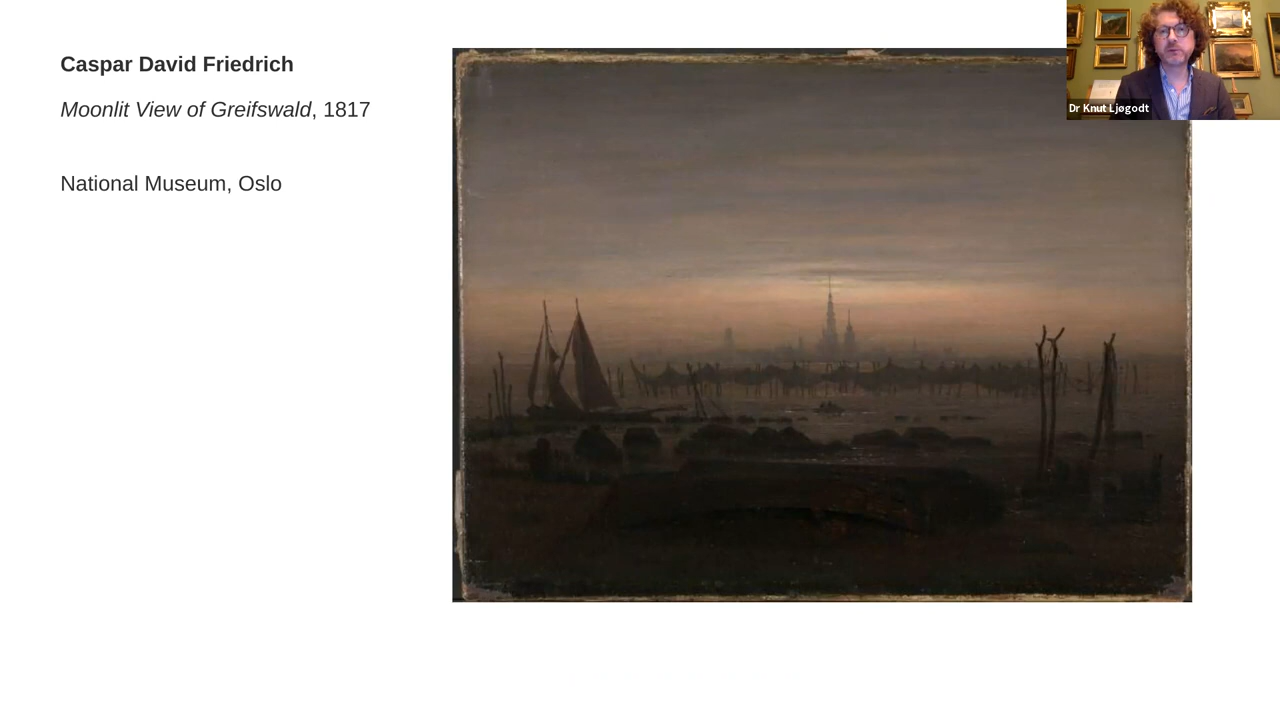 Caspar David Friedrich
Moonlit View of Greifswald, 1817
National Museum, Oslo
Dr Knut Ljøgodt